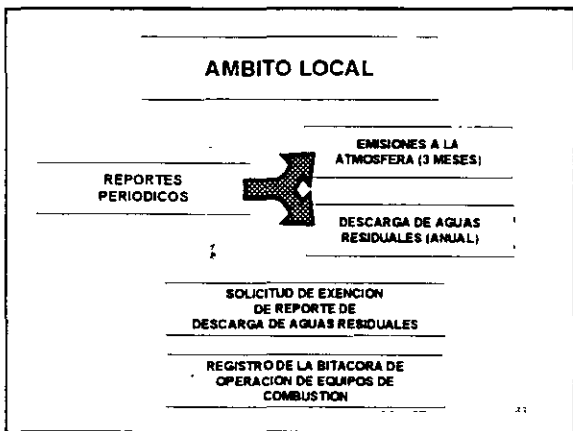 AMBITO LOCAL
REPORTES
PERIODICOS
EMISIONES A LA
ATMOSFERA (3 MESES)
DESCARGA DE AGUAS
RESIDUALES (ANUAL)
SOLICITUD DE EXENCION
DE REPORTE DE
DESCARGA DE AGUAS RESIDUALES
REGISTRO DE LA BITACORA DE
OPERACION DE EQUIPOS DE
COMBUSTION